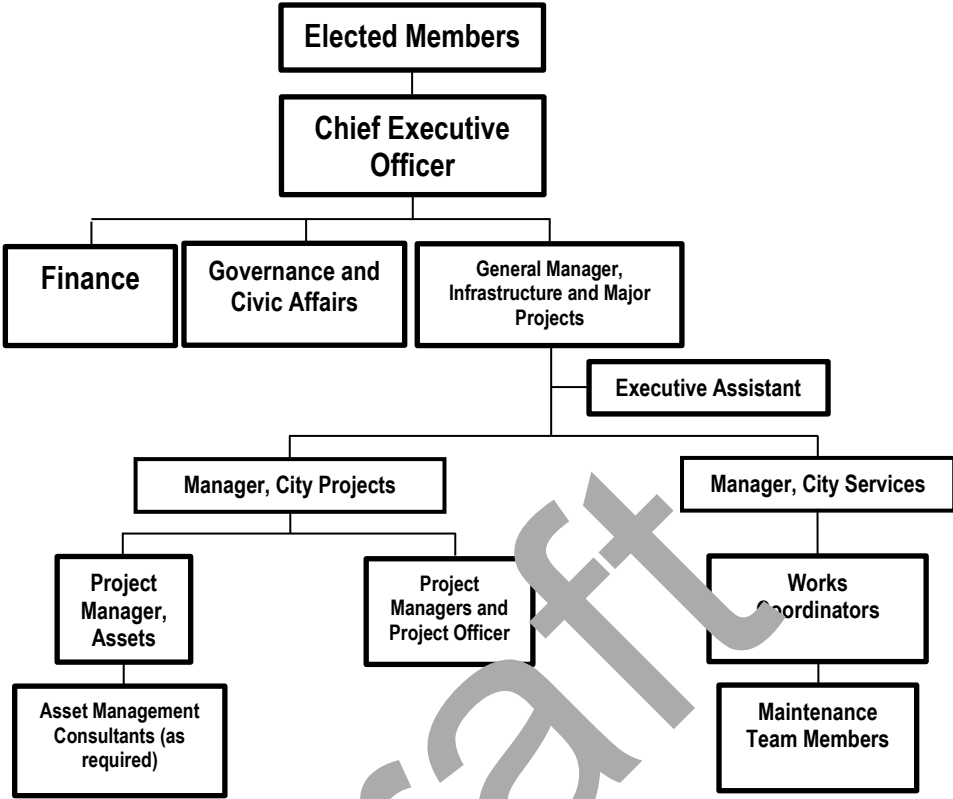 Elected Members
Chief Executive
Officer
Finance
Governance and
Civic Affairs
General Manager,
Infrastructure and Major
Projects
Executive Assistant
Manager, City Projects
Manager, City Services
Project
Manager,
Assets
Project
Managers and
Project Officer
Works
Coordinators
Asset Management
Consultants (as
required)
Maintenance
Team Members
raft